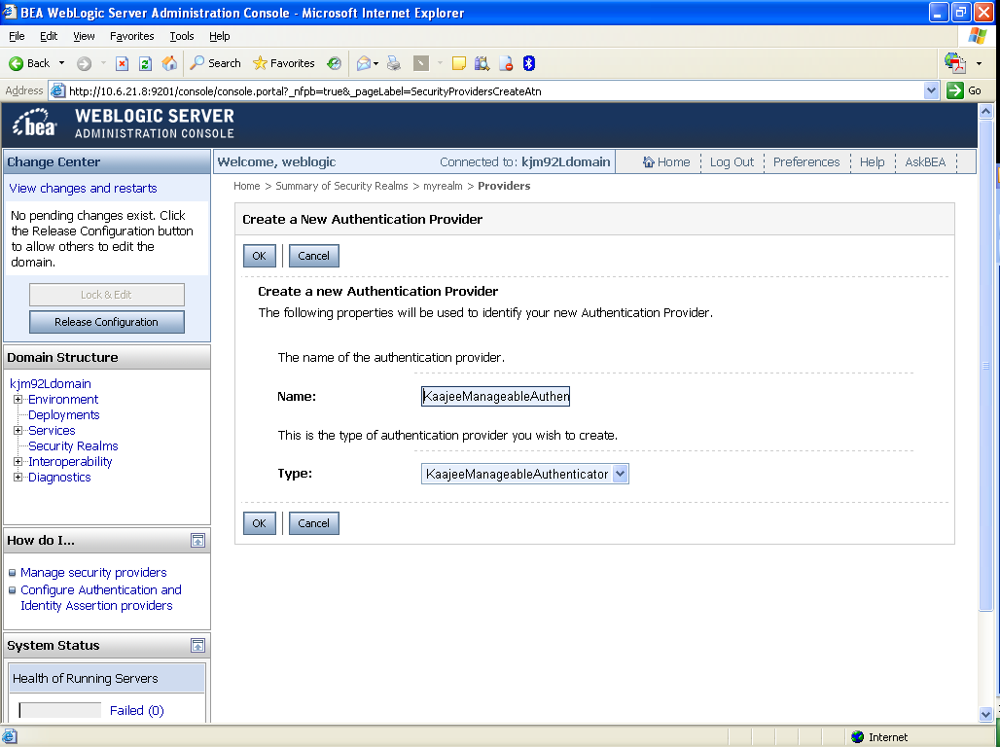 BEA WebLogic Server Administration Console - Microsoft Internet Explorer
File Edit View Favorites Tools Help
Back Search Favorites
Address http://10.6.21.8:9201/console/console.portal?_nfpb=true&_pageLabel=SecurityProvidersCreateAtn Go
bea WEBLOGIC SERVER
ADMINISTRATION CONSOLE
Change Center
View changes and restarts
No pending changes exist. Click
the Release Configuration button
to allow others to edit the
domain.
Lock & Edit
Release Configuration
Domain Structure
kjm92Ldomain
Environment
Deployments
Services
Security Realms
Interoperability
Diagnostics
How do I...
Manage security providers
Configure Authentication and
Identity Assertion providers
System Status
Health of Running Servers
Failed (0)
Welcome, weblogic Connected to: kjm92Ldomain Home Log Out Preferences Help AskBEA
Home > Summary of Security Realms > myrealm > Providers
Create a New Authentication Provider
OK Cancel
Create a new Authentication Provider
The following properties will be used to identify your new Authentication Provider.
The name of the authentication provider.
Name: KaajeeManageableAuthen
This is the type of authentication provider you wish to create.
Type: KaajeeManageableAuthenticator
OK Cancel
Internet